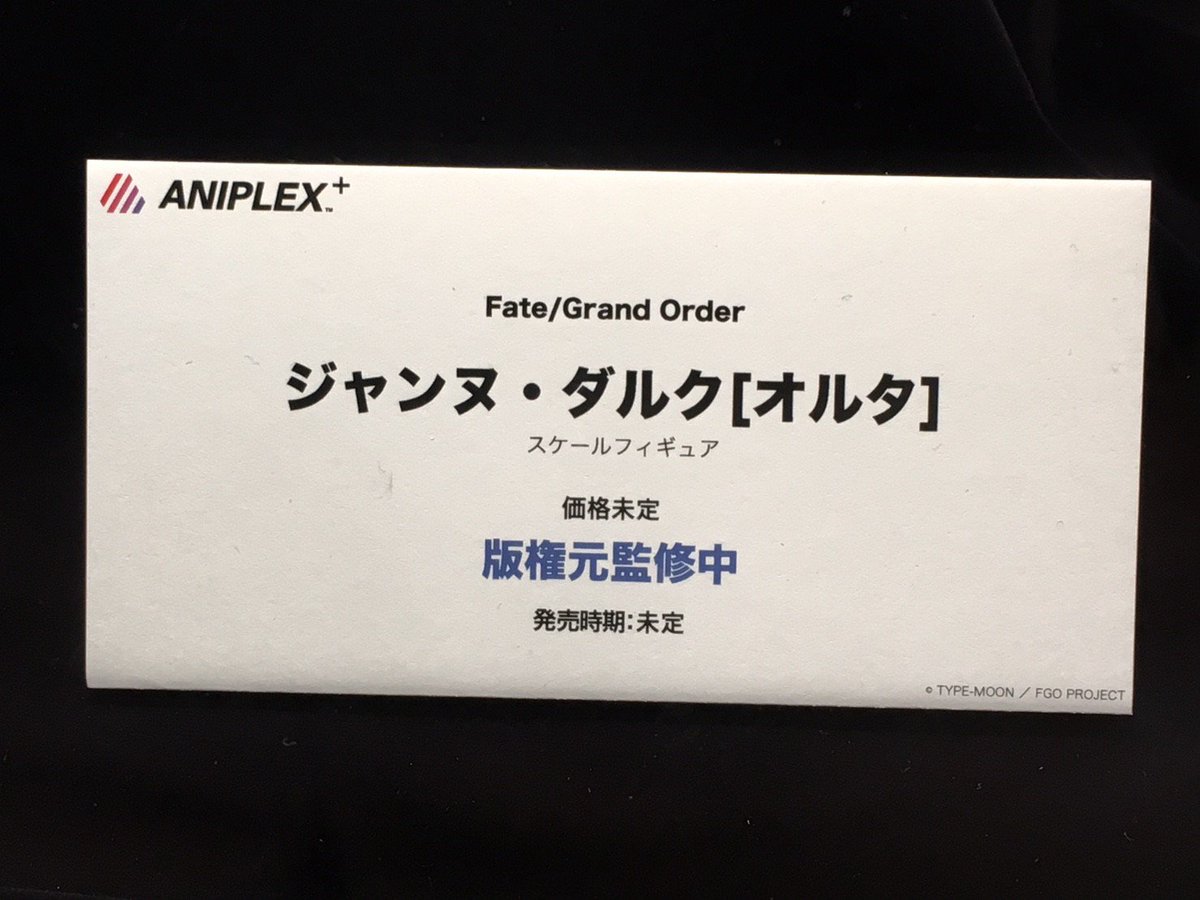 ANIPLEX+™
Fate/Grand Order
ジャンヌ・ダルク[オルタ]
スケールフィギュア
価格未定
版権元監修中
発売時期:未定
© TYPE-MOON / FGO PROJECT